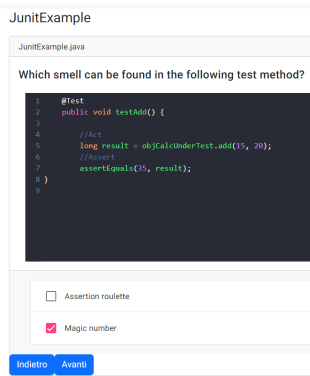 JunitExample
JunitExample.java
Which smell can be found in the following test method?
1 @Test
2 public void testAdd() {
3
4 //Act
5 long result = objCalcUnderTest.add(15, 20);
6 //Assert
7 assertEquals(35, result);
8 }
9
Assertion roulette
Magic number
Indietro Avanti